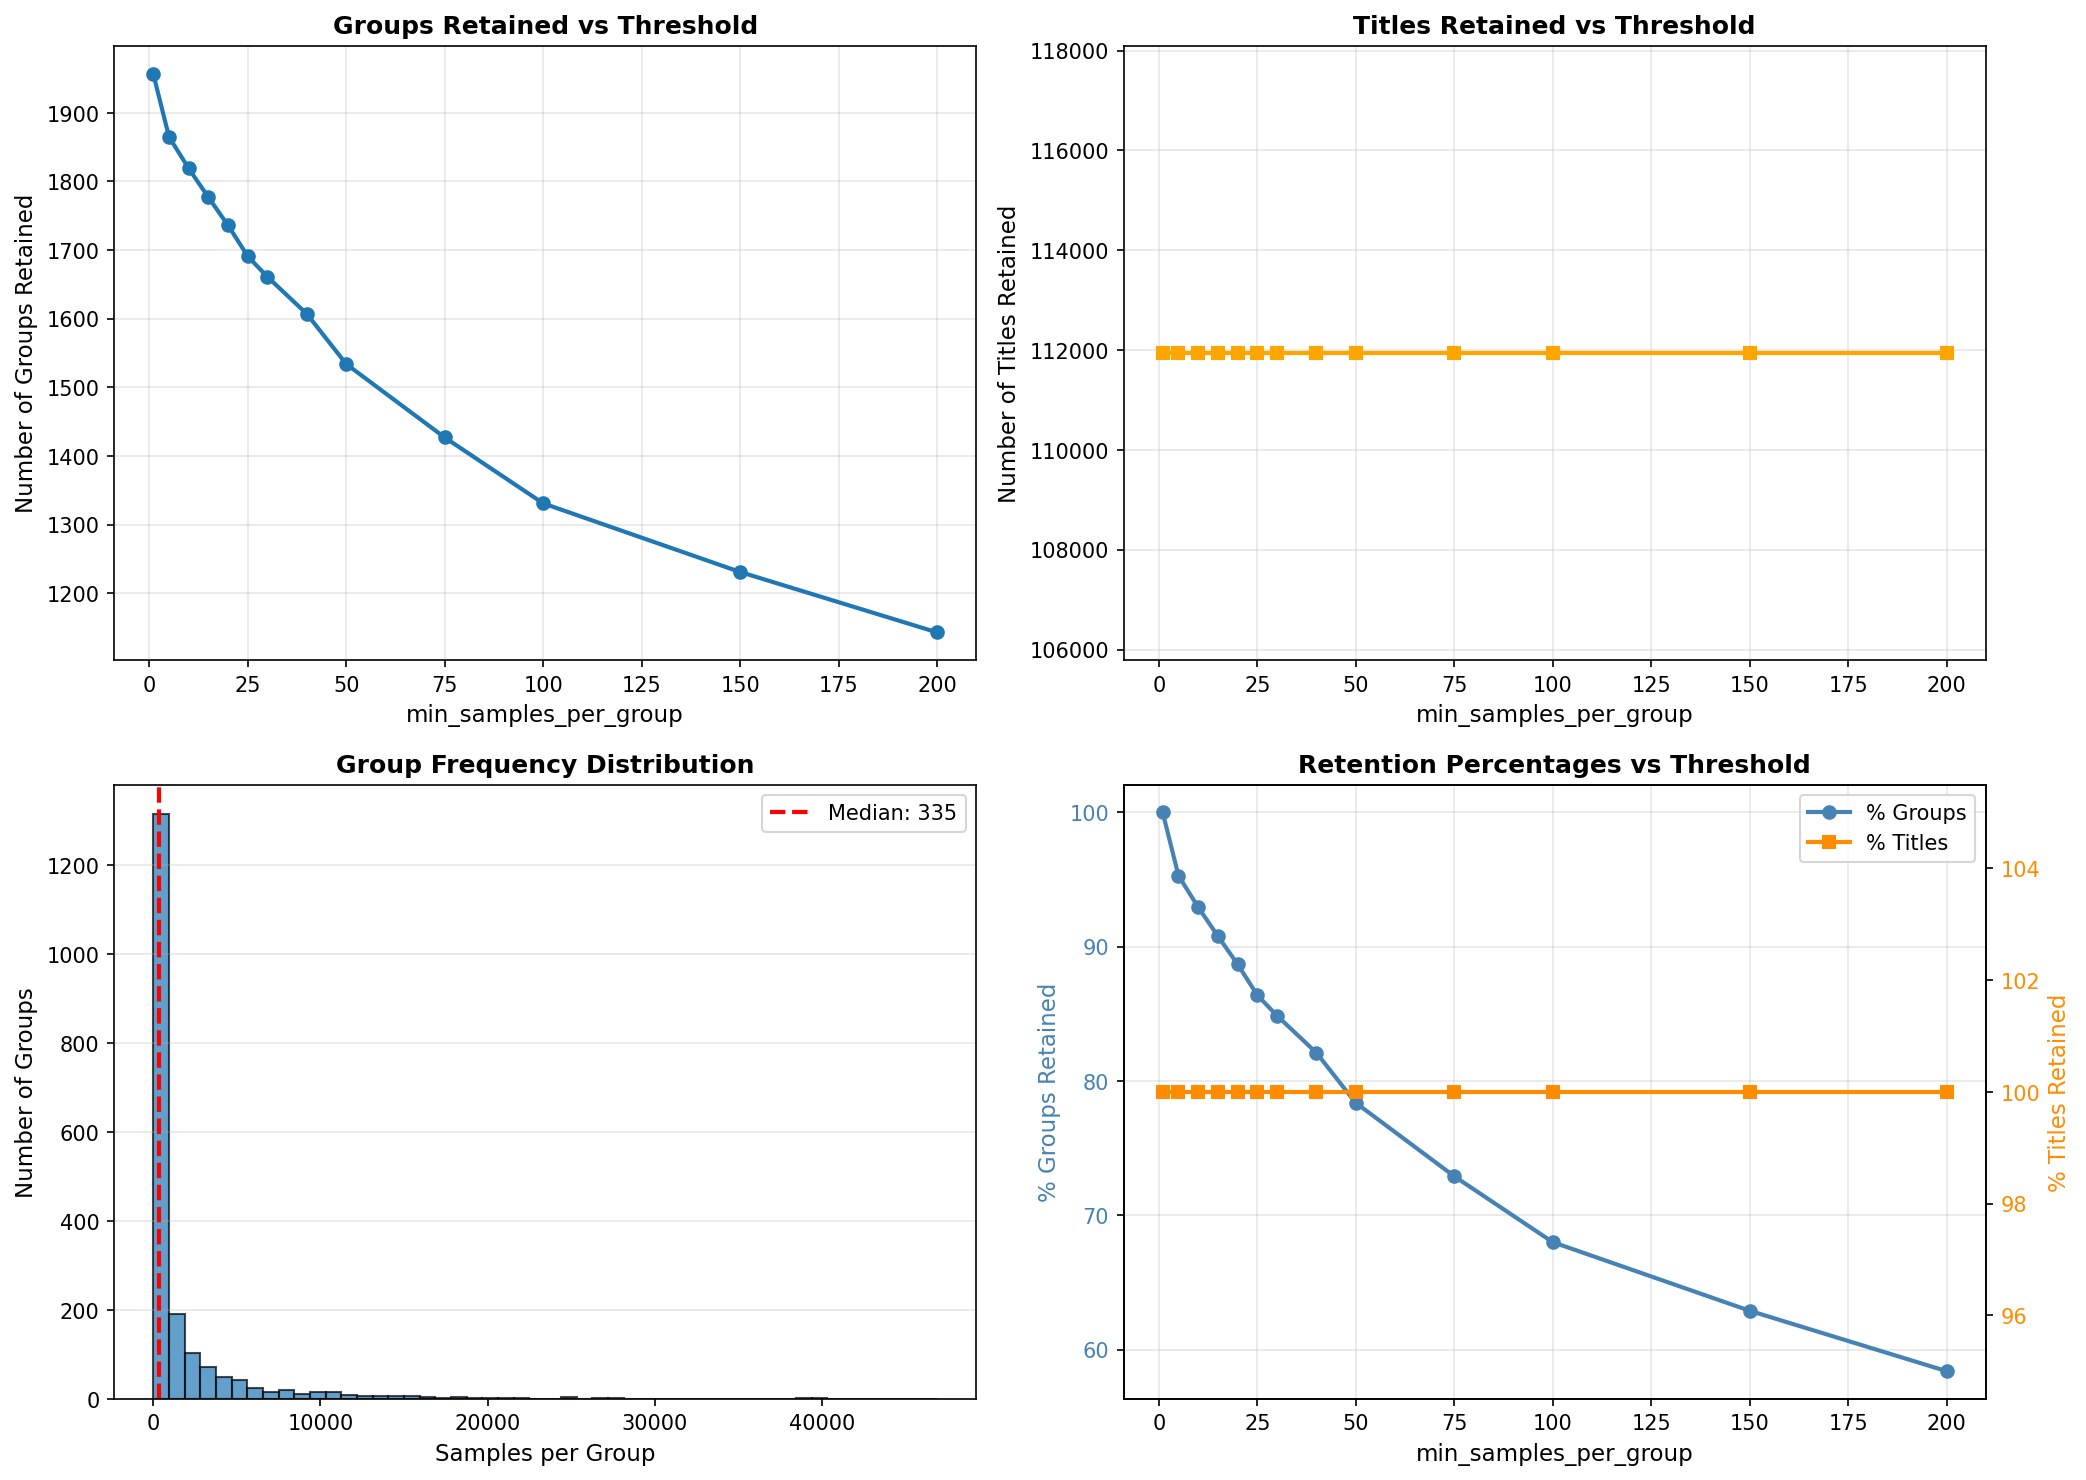 Groups Retained vs Threshold
Number of Groups Retained
1900
1800
1700
1600
1500
1400
1300
1200
0 25 50 75 100 125 150 175 200
min_samples_per_group
Titles Retained vs Threshold
Number of Titles Retained
118000
116000
114000
112000
110000
108000
106000
0 25 50 75 100 125 150 175 200
min_samples_per_group
Group Frequency Distribution
Median: 335
Number of Groups
1200
1000
800
600
400
200
0
0 10000 20000 30000 40000
Samples per Group
Retention Percentages vs Threshold
% Groups
% Titles
% Groups Retained
100
90
80
70
60
104
102
100
98
96
% Titles Retained
0 25 50 75 100 125 150 175 200
min_samples_per_group